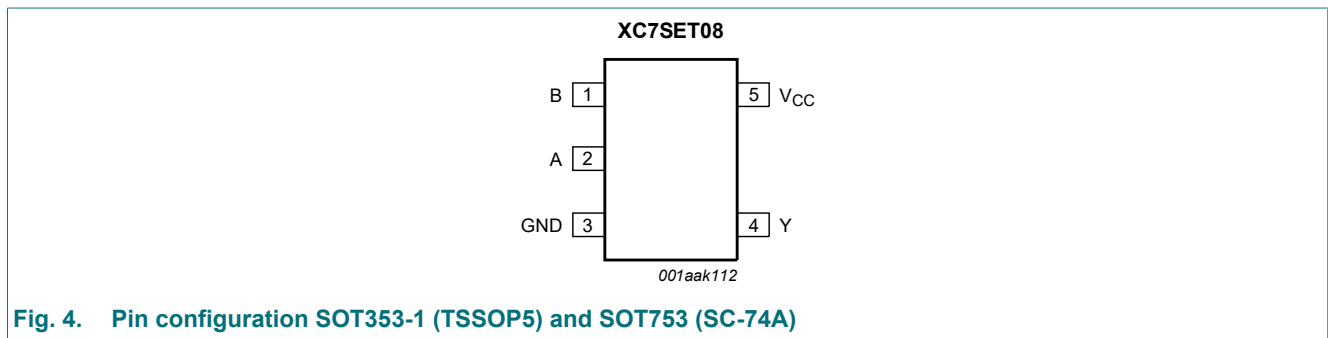 XC7SET08
B 1 5 VCC
A 2
GND 3 4 Y
001aak112
Fig. 4. Pin configuration SOT353-1 (TSSOP5) and SOT753 (SC-74A)